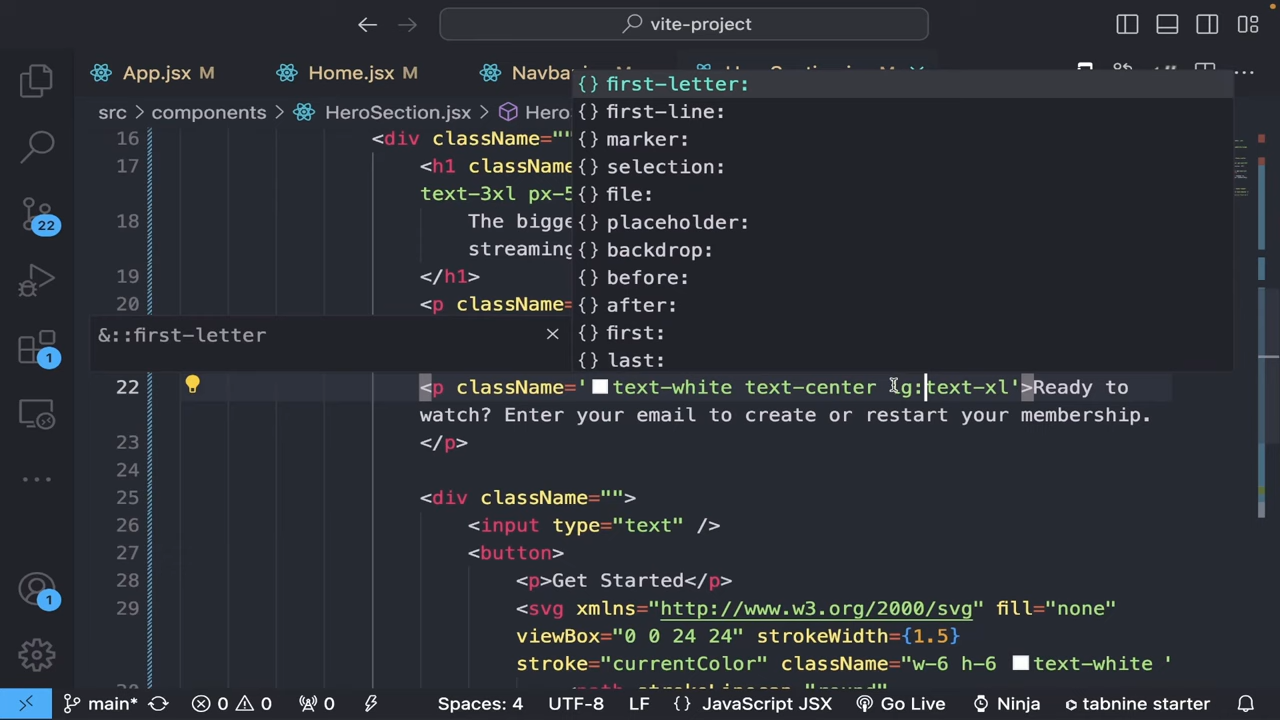 vite-project
App.jsx M
Home.jsx M
Navba
first-letter:
first-line:
marker:
selection:
file:
placeholder:
backdrop:
before:
after:
first:
last:
src > components > HeroSection.jsx > Hero
16 <div className=""
17 <h1 className
text-3xl px-5
18 The bigge
streaming
19 </h1>
20 <p className=
&::first-letter
22 <p className='text-white text-center lg:text-xl'>Ready to
watch? Enter your email to create or restart your membership.
23 </p>
24
25 <div className="">
26 <input type="text" />
27 <button>
28 <p>Get Started</p>
29 <svg xmlns="http://www.w3.org/2000/svg" fill="none"
viewBox="0 0 24 24" strokeWidth={1.5}
stroke="currentColor" className="w-6 h-6 text-white '
22
1
1
main* 0 0 0 Spaces: 4 UTF-8 LF {} JavaScript JSX Go Live Ninja tabnine starter